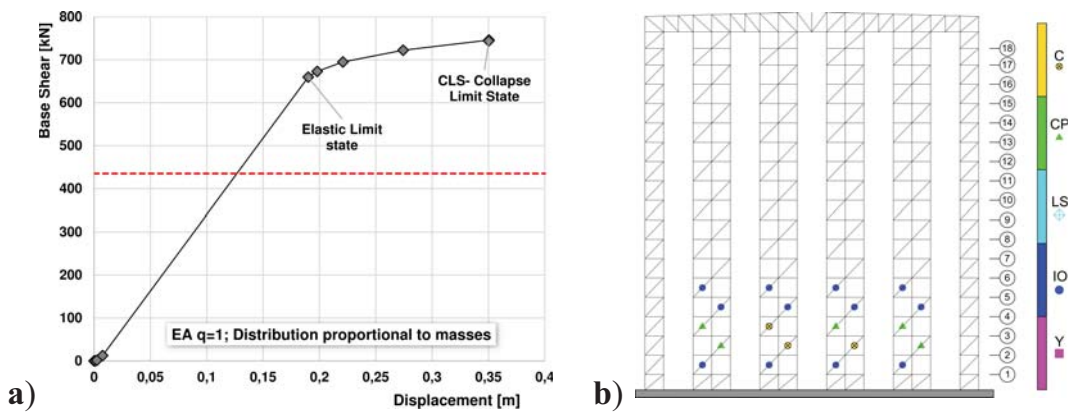 800
700
600
500
400
300
200
100
0
Base Shear [kN]
CLS- Collapse
Limit State
Elastic Limit
state
EA q=1; Distribution proportional to masses
0
0,05
0,1
0,15
0,2
0,25
0,3
0,35
0,4
Displacement [m]
a)
18
17
16
15
14
13
12
11
10
9
8
7
6
5
4
3
2
1
C
CP
LS
IO
Y
b)